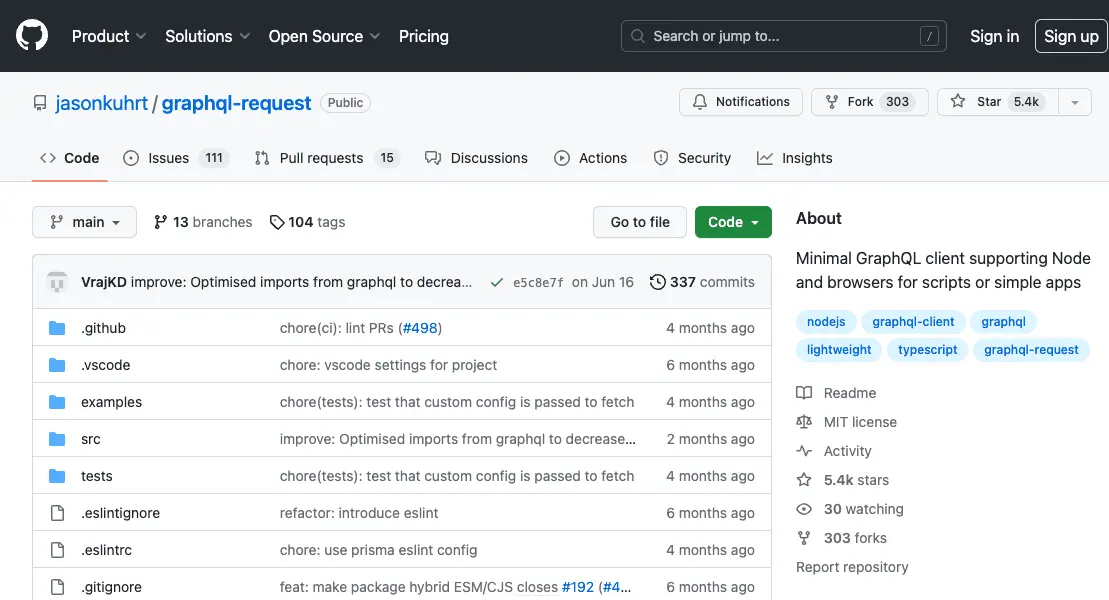 Product Solutions Open Source Pricing Search or jump to... / Sign in Sign up
jasonkuhrt / graphql-request Public Notifications Fork 303 Star 5.4k
Code Issues 111 Pull requests 15 Discussions Actions Security Insights
main 13 branches 104 tags Go to file Code
VrajKD improve: Optimised imports from graphql to decrea... e5c8e7f on Jun 16 337 commits
.github chore(ci): lint PRs (#498) 4 months ago
.vscode chore: vscode settings for project 6 months ago
examples chore(tests): test that custom config is passed to fetch 4 months ago
src improve: Optimised imports from graphql to decrease... 2 months ago
tests chore(tests): test that custom config is passed to fetch 4 months ago
.eslintignore refactor: introduce eslint 6 months ago
.eslintrc chore: use prisma eslint config 4 months ago
.gitignore feat: make package hybrid ESM/CJS closes #192 (#4... 6 months ago
About
Minimal GraphQL client supporting Node
and browsers for scripts or simple apps
nodejs graphql-client graphql
lightweight typescript graphql-request
Readme
MIT license
Activity
5.4k stars
30 watching
303 forks
Report repository